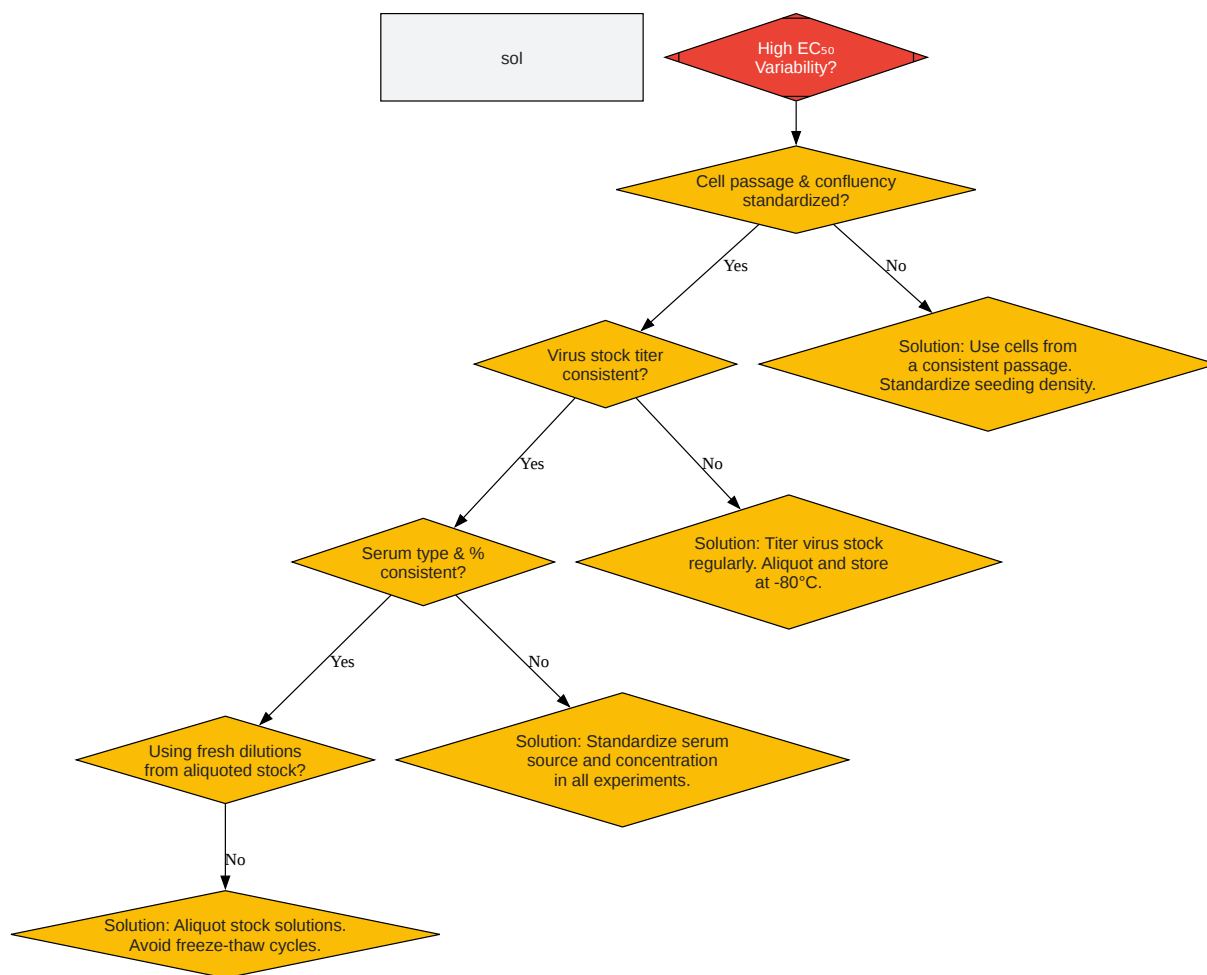 sol
High EC₅₀
Variability?
Cell passage & confluency
standardized?
Yes
No
Virus stock titer
consistent?
Solution: Use cells from
a consistent passage.
Standardize seeding density.
Yes
No
Serum type & %
consistent?
Solution: Titer virus stock
regularly. Aliquot and store
at -80°C.
Yes
No
Using fresh dilutions
from aliquoted stock?
Solution: Standardize serum
source and concentration
in all experiments.
No
Solution: Aliquot stock solutions.
Avoid freeze-thaw cycles.